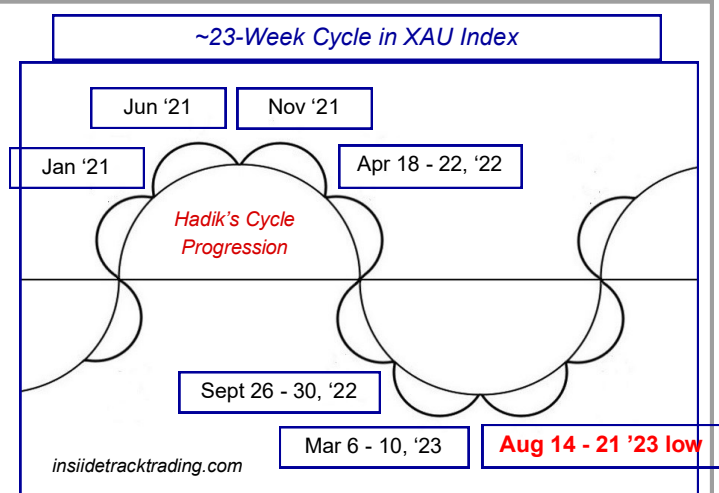 ~23-Week Cycle in XAU Index
Jun ‘21
Nov ‘21
Jan ‘21
Apr 18 - 22, ‘22
Hadik's Cycle
Progression
Sept 26 - 30, ‘22
Mar 6 - 10, ‘23
Aug 14 - 21 ’23 low
insiidetracktrading.com